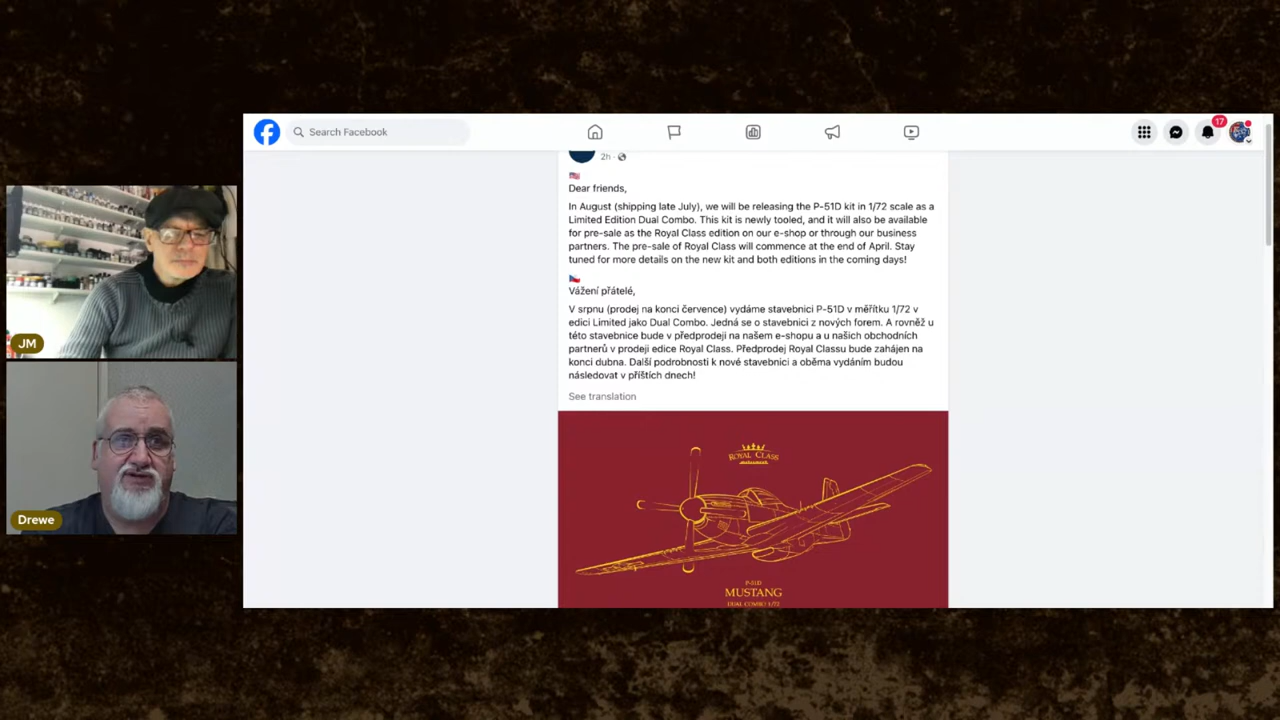 Search Facebook
17
2h
Dear friends,
In August (shipping late July), we will be releasing the P-51D kit in 1/72 scale as a
Limited Edition Dual Combo. This kit is newly tooled, and it will also be available
for pre-sale as the Royal Class edition on our e-shop or through our business
partners. The pre-sale of Royal Class will commence at the end of April. Stay
tuned for more details on the new kit and both editions in the coming days!
Vážení přátelé,
V srpnu (prodej na konci července) vydáme stavebnici P-51D v měřítku 1/72 v
edici Limited jako Dual Combo. Jedná se o stavebnici z nových forem. A rovněž u
této stavebnice bude v předprodeji na našem e-shopu a u našich obchodních
partnerů v prodeji edice Royal Class. Předprodej Royal Classu bude zahájen na
konci dubna. Další podrobnosti k nové stavebnici a oběma vydáním budou
následovat v příštích dnech!
See translation
ROYAL CLASS
P-51D
MUSTANG
DUAL COMBO 1/72
JM
Drewe